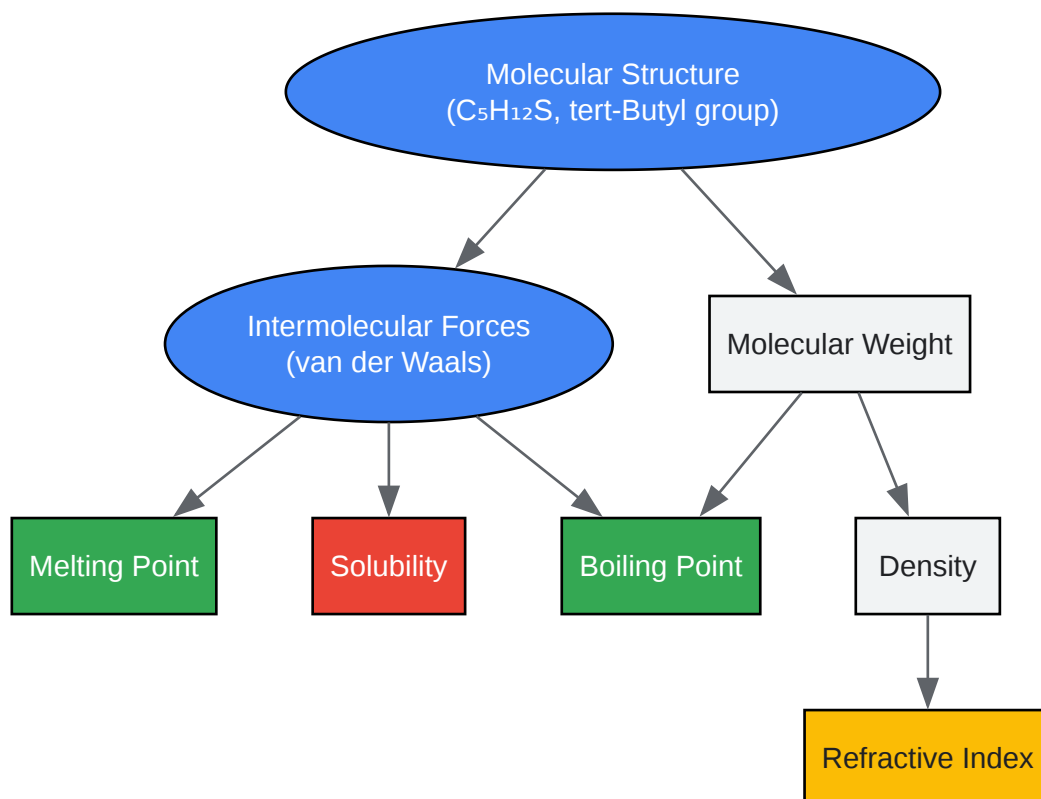 Molecular Structure
(C₅H₁₂S, tert-Butyl group)
Intermolecular Forces
(van der Waals)
Molecular Weight
Melting Point
Solubility
Boiling Point
Density
Refractive Index